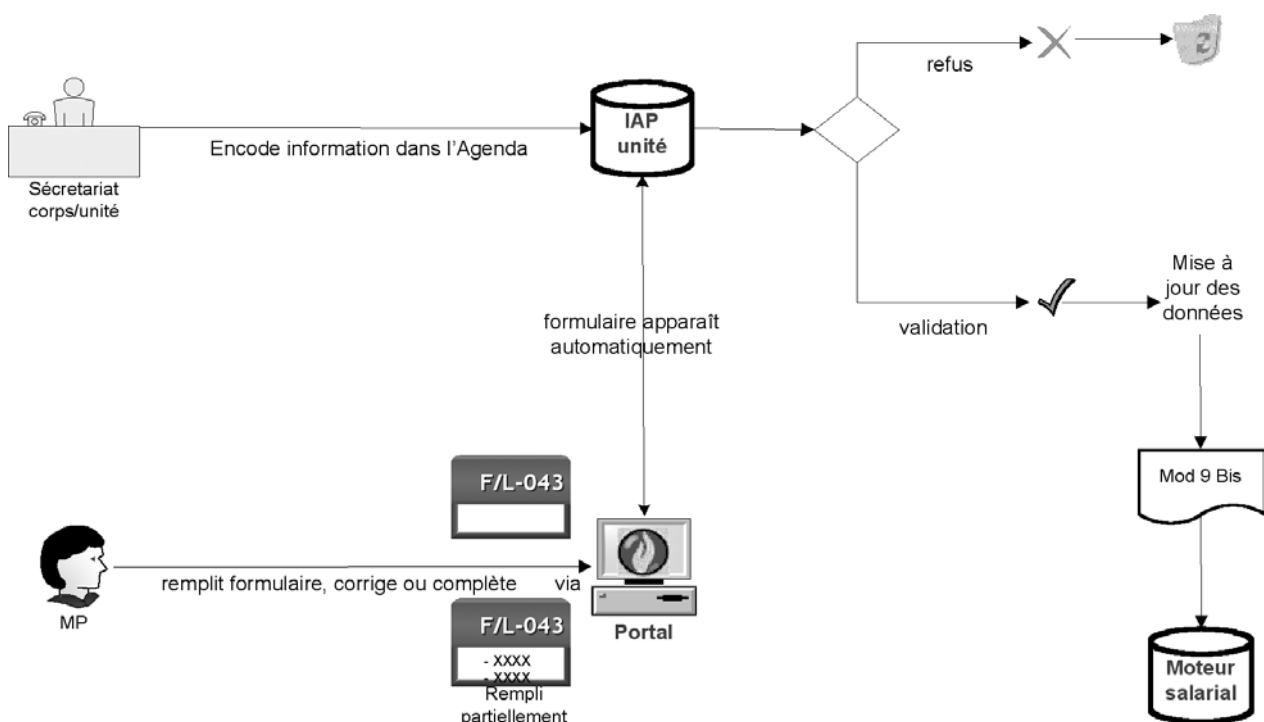 refus
IAP
unité
Encode information dans l'Agenda
Sécretariat
corps/unité
Mise à
jour des
données
validation
formulaire apparaît
automatiquement
F/L-043
Mod 9 Bis
remplit formulaire, corrige ou complète via
MP
Portal
F/L-043
- XXXX
- XXXX
Rempli
partiellement
Moteur
salarial